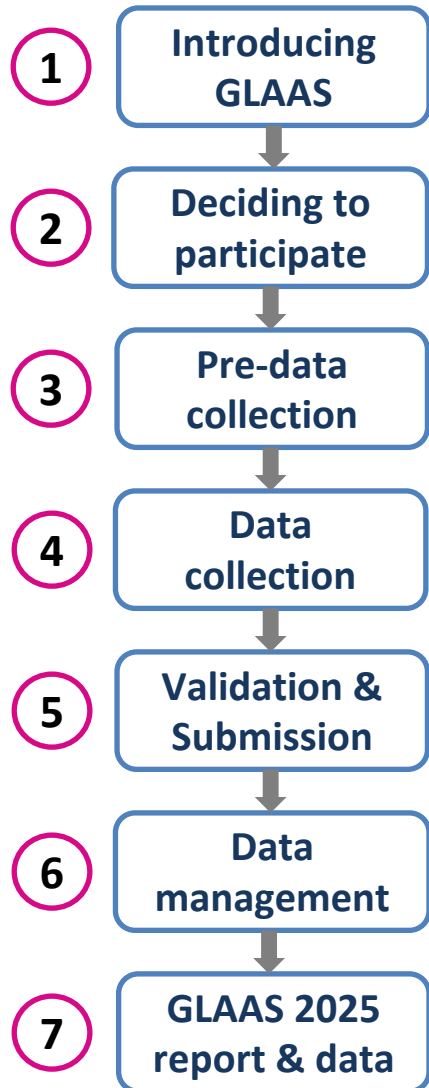 1
Introducing
GLAAS
2
Deciding to
participate
3
Pre-data
collection
4
Data
collection
5
Validation &
Submission
6
Data
management
7
GLAAS 2025
report & data